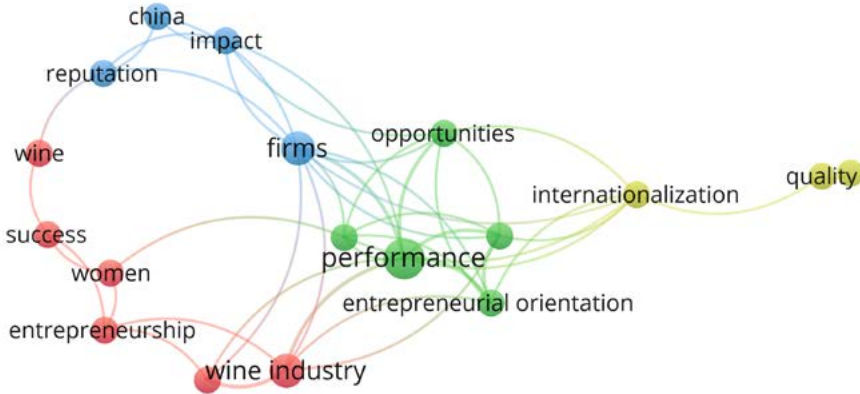 china
impact
reputation
firms
opportunities
wine
quality
internationalization
success
performance
women
entrepreneurial orientation
entrepreneurship
wine industry